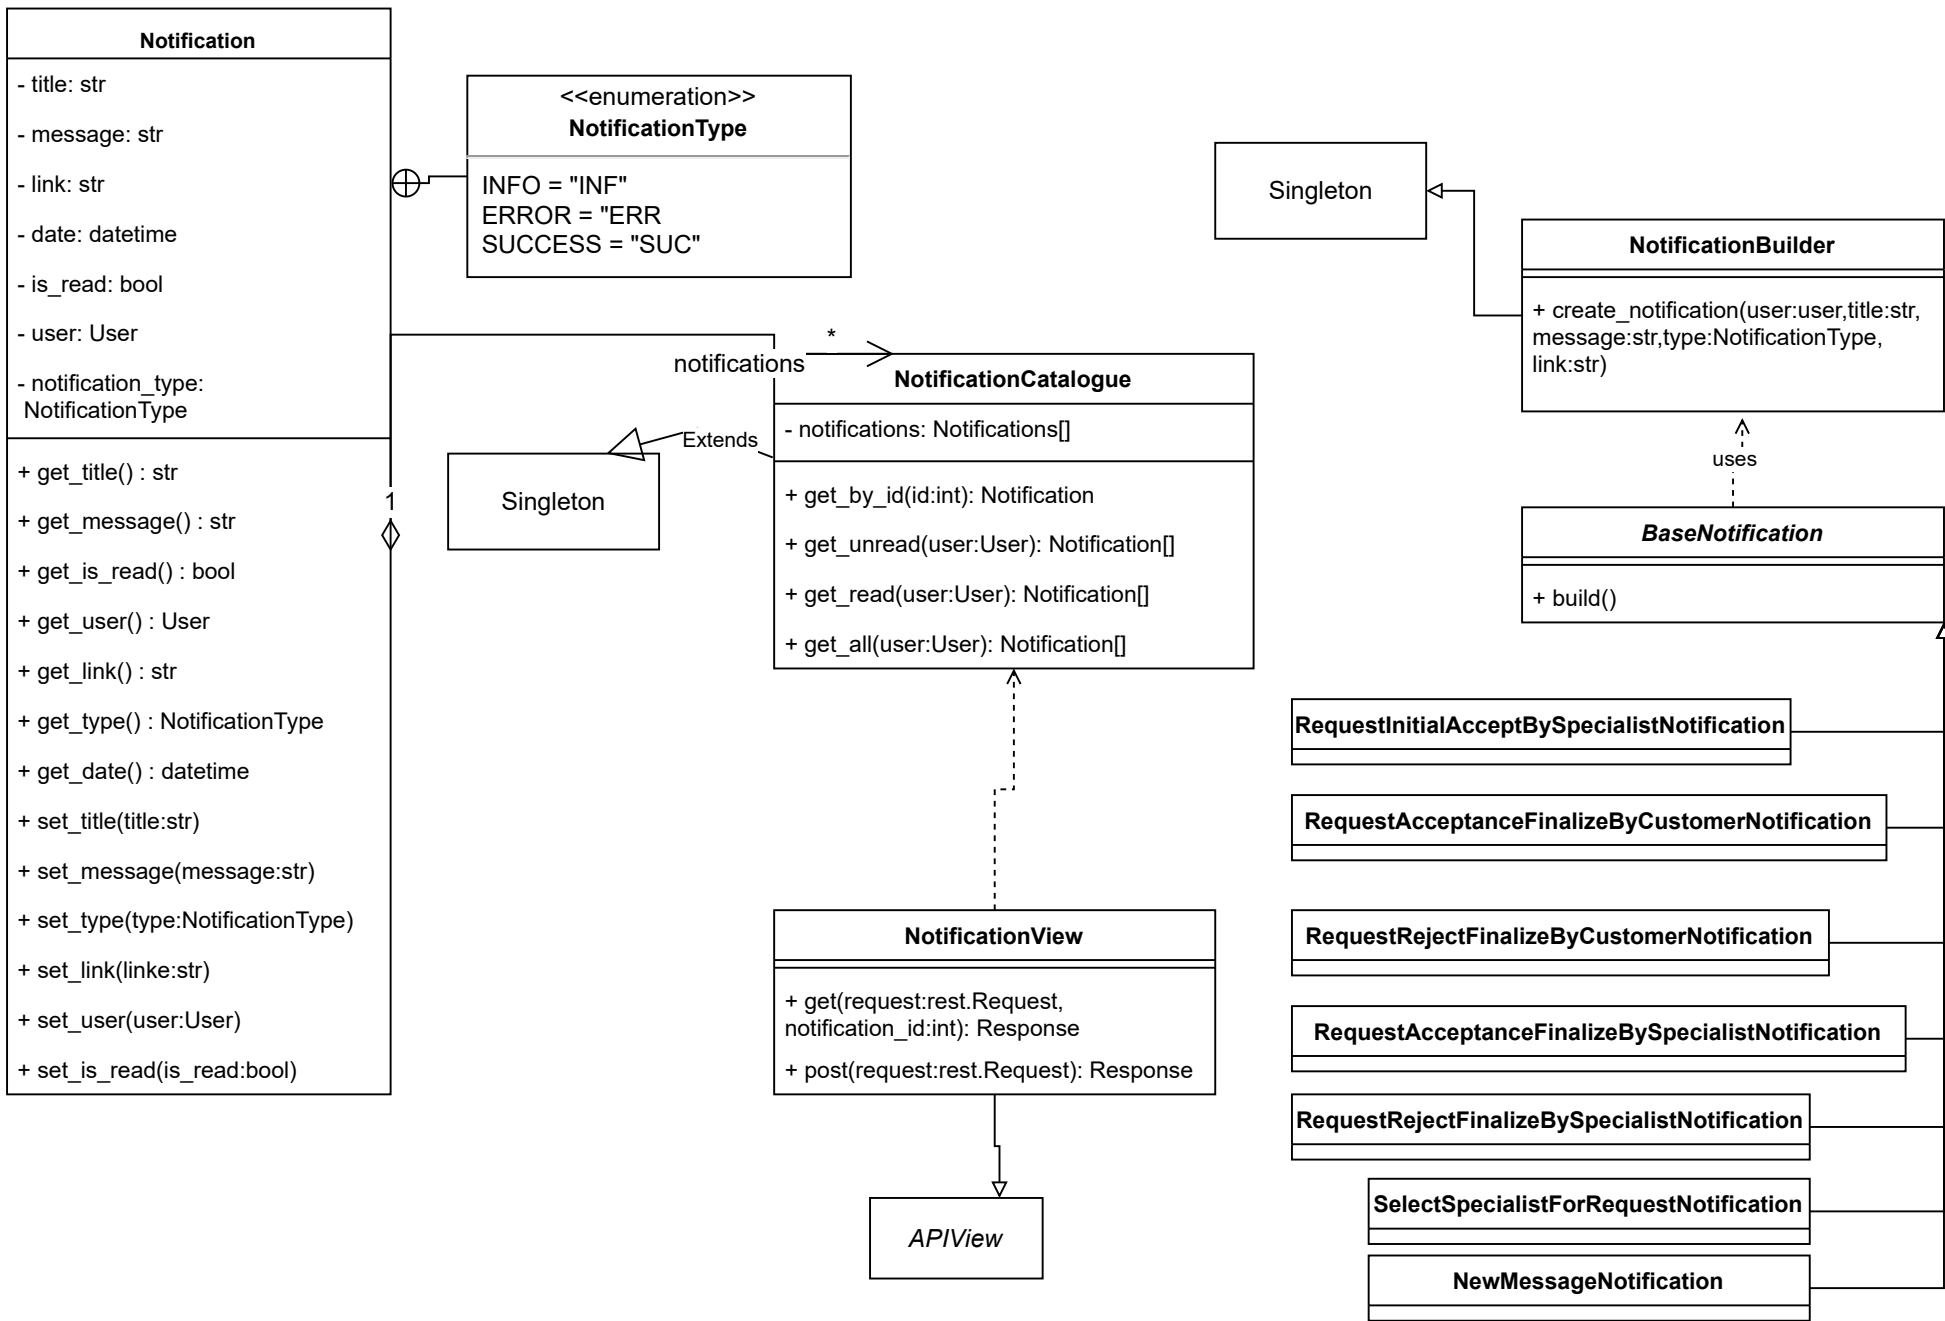 Notification
- title: str
- message: str
- link: str
- date: datetime
- is_read: bool
- user: User
- notification_type:
NotificationType
+ get_title() : str
+ get_message() : str
+ get_is_read() : bool
+ get_user() : User
+ get_link() : str
+ get_type() : NotificationType
+ get_date() : datetime
+ set_title(title:str)
+ set_message(message:str)
+ set_type(type:NotificationType)
+ set_link(linke:str)
+ set_user(user:User)
+ set_is_read(is_read:bool)
1
<<enumeration>>
NotificationType
INFO = "INF"
ERROR = "ERR
SUCCESS = "SUC"
*
notifications
Extends
Singleton
NotificationCatalogue
- notifications: Notifications[]
+ get_by_id(id:int): Notification
+ get_unread(user:User): Notification[]
+ get_read(user:User): Notification[]
+ get_all(user:User): Notification[]
NotificationView
+ get(request:rest.Request,
notification_id:int): Response
+ post(request:rest.Request): Response
APIView
Singleton
NotificationBuilder
+ create_notification(user:user,title:str,
message:str,type:NotificationType,
link:str)
uses
BaseNotification
+ build()
RequestInitialAcceptBySpecialistNotification
RequestAcceptanceFinalizeByCustomerNotification
RequestRejectFinalizeByCustomerNotification
RequestAcceptanceFinalizeBySpecialistNotification
RequestRejectFinalizeBySpecialistNotification
SelectSpecialistForRequestNotification
NewMessageNotification